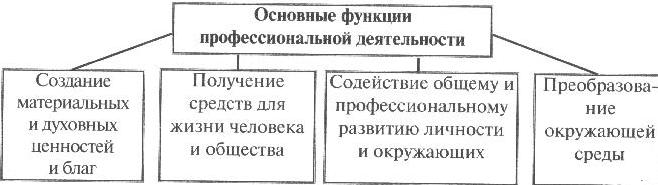 Основные функции
профессиональной деятельности
Создание
материальных
и духовных
ценностей
и благ
Получение
средств для
жизни человека
и общества
Содействие общему и
профессиональному
развитию личности
и окружающих
Преобразова-
ние
окружающей
среды